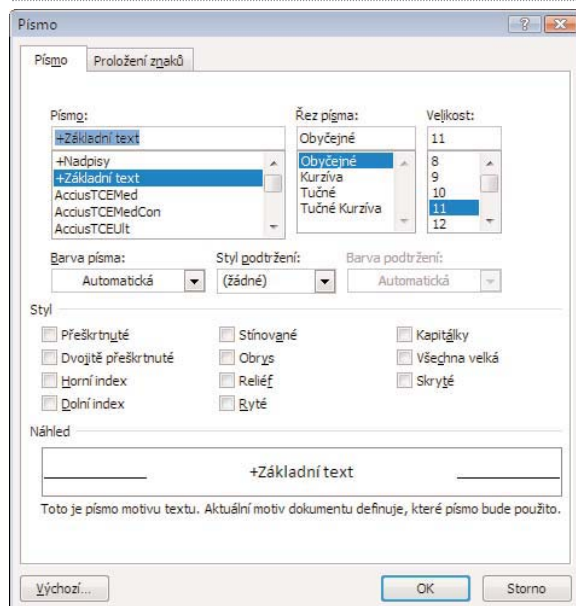 Písmo
Písmo Proložení znaků
Písmo: Řez písma: Velikost:
+Základní text Obyčejné 11
+Nadpisy Obyčejné 8
+Základní text Kurzíva 9
AcciusTCEMed Tučné 10
AcciusTCEMedCon Tučné Kurzíva 11
AcciusTCEUlt 12
Barva písma: Styl podtržení: Barva podtržení:
Automatická (žádné) Automatická
Styl
Přeškrtnuté Stínované Kapitálky
Dvojitě přeškrtnuté Obrys Všechna velká
Horní index Reliéf Skryté
Dolní index Ryté
Náhled
+Základní text
Toto je písmo motivu textu. Aktuální motiv dokumentu definuje, které písmo bude použito.
Výchozí... OK Storno